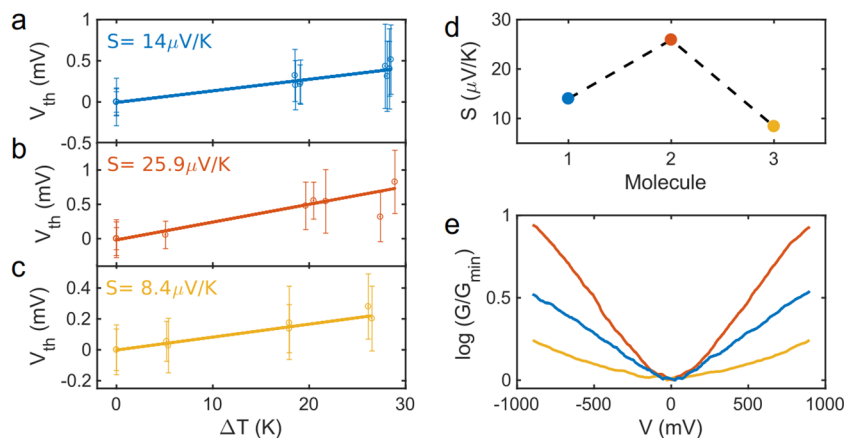 a
S= 14μV/K
V_th (mV)
1
0.5
0
-0.5
b
S= 25.9μV/K
V_th (mV)
1
0.5
0
c
S= 8.4μV/K
V_th (mV)
0.4
0.2
0
-0.2
0 10 20 30
ΔT (K)
d
S (μV/K)
30
20
10
1 2 3
Molecule
e
log (G/G_min)
1
0.5
0
-1000 -500 0 500 1000
V (mV)